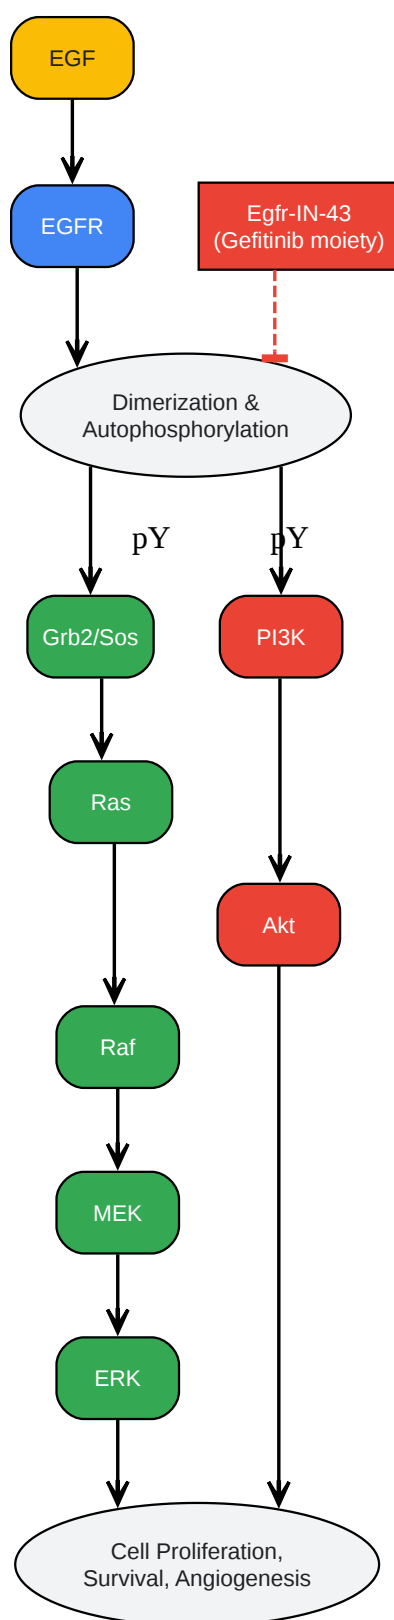 EGF
EGFR
Egfr-IN-43
(Gefitinib moiety)
Dimerization &
Autophosphorylation
pY
pY
Grb2/Sos
PI3K
Ras
Akt
Raf
MEK
ERK
Cell Proliferation,
Survival, Angiogenesis